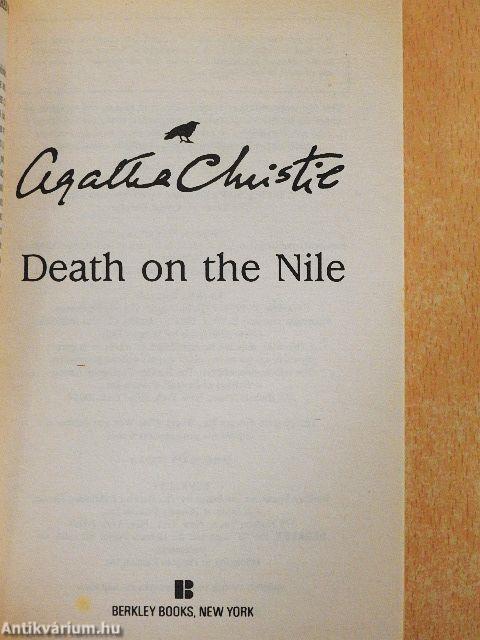 Agatha Christie
Death on the Nile
B
BERKLEY BOOKS, NEW YORK
Antikvárium.hu